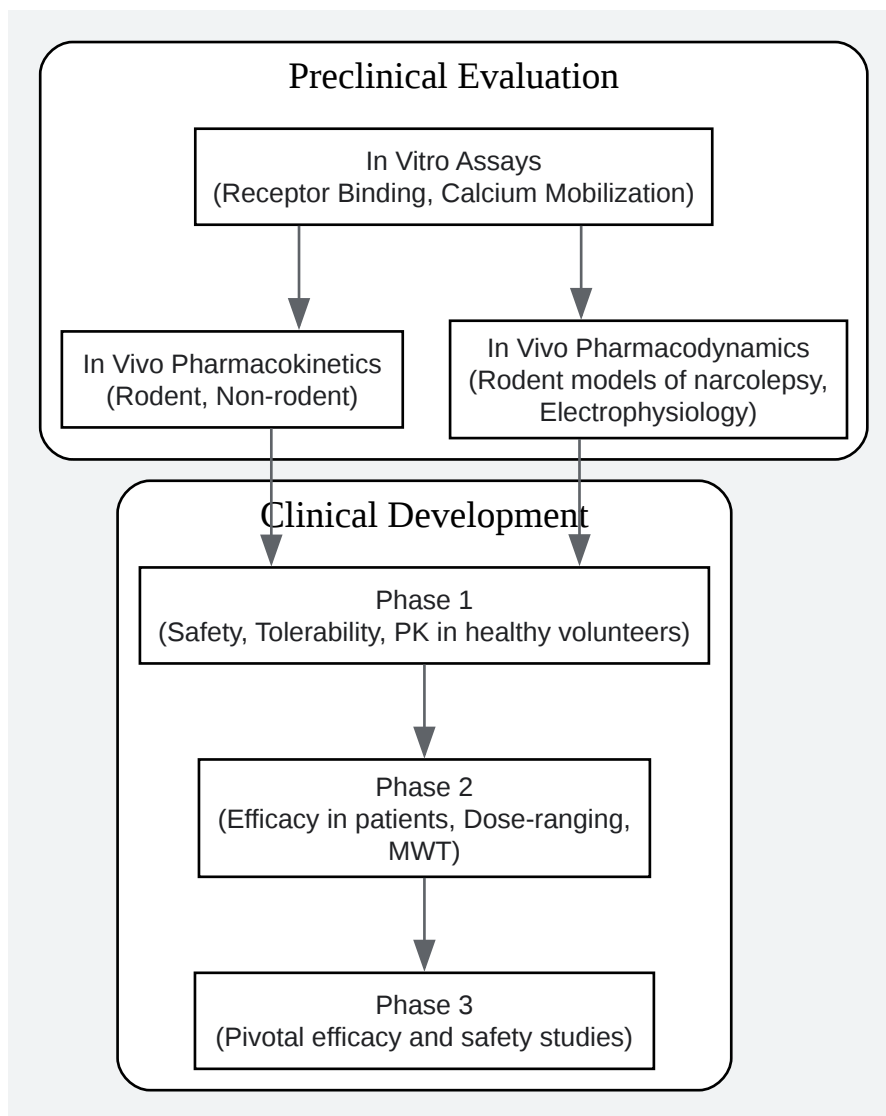 Preclinical Evaluation
In Vitro Assays
(Receptor Binding, Calcium Mobilization)
In Vivo Pharmacokinetics
(Rodent, Non-rodent)
In Vivo Pharmacodynamics
(Rodent models of narcolepsy,
Electrophysiology)
Clinical Development
Phase 1
(Safety, Tolerability, PK in healthy volunteers)
Phase 2
(Efficacy in patients, Dose-ranging,
MWT)
Phase 3
(Pivotal efficacy and safety studies)